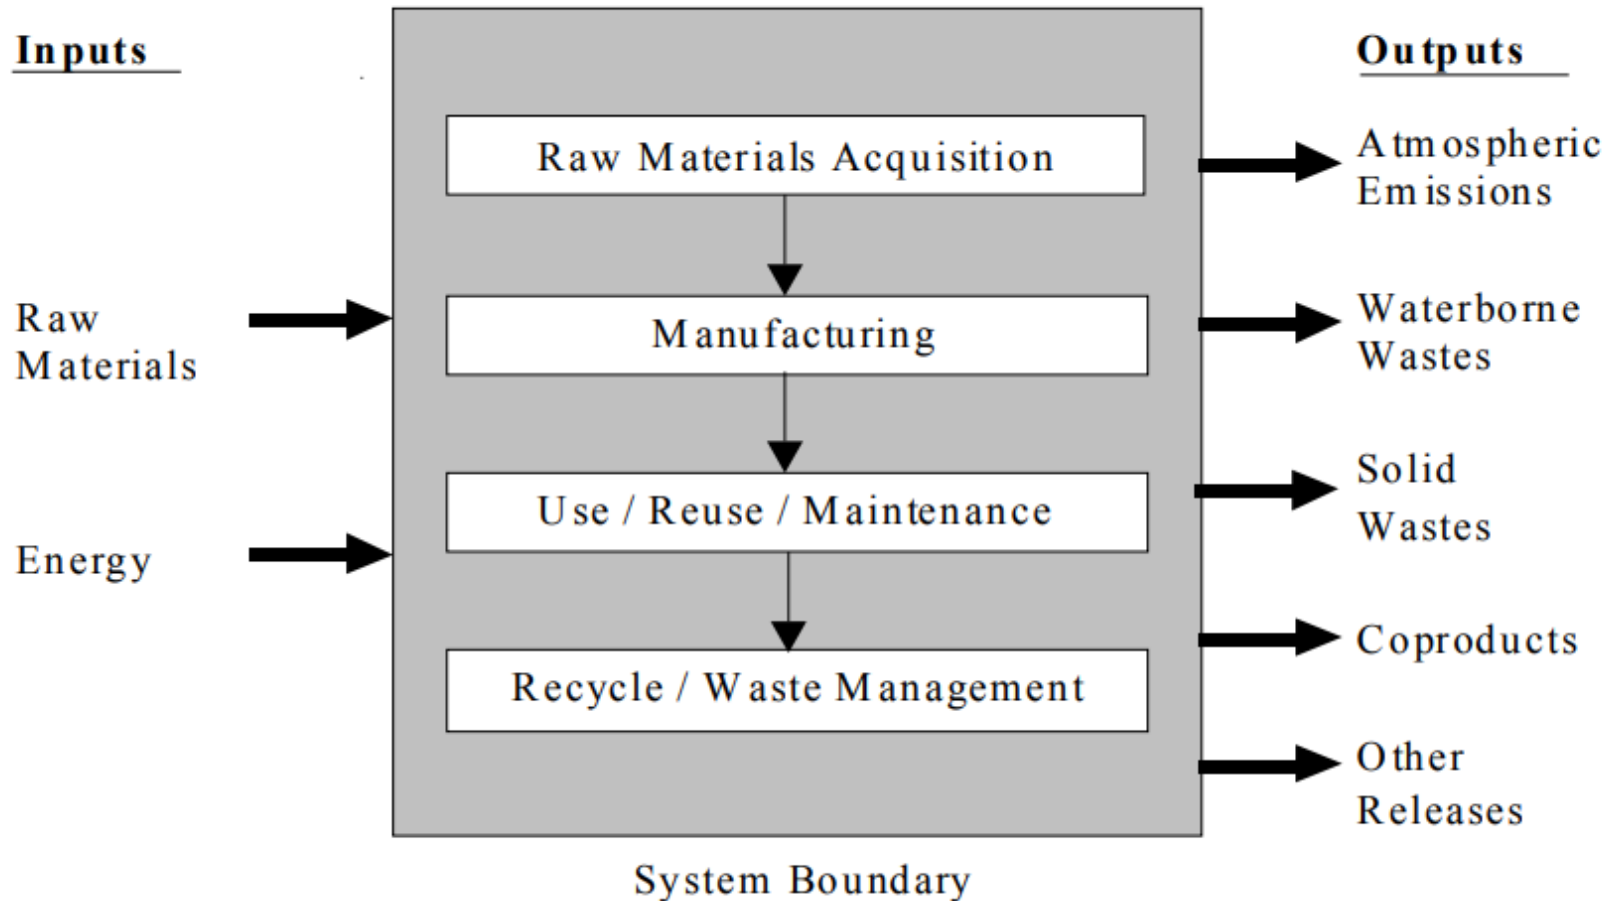 Inputs
Outputs
Raw Materials Acquisition
Atmospheric
Emissions
Raw
Materials
Manufacturing
Waterborne
Wastes
Use / Reuse / Maintenance
Solid
Wastes
Energy
Coproducts
Recycle / Waste Management
Other
Releases
System Boundary